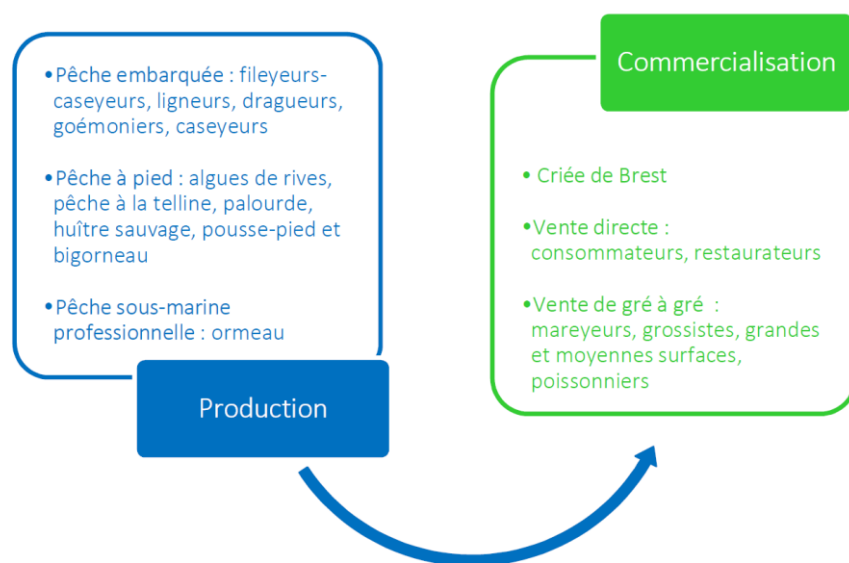 •Pêche embarquée : fileyeurs-
caseyeurs, ligneurs, dragueurs,
goémoniers, caseyeurs
•Pêche à pied : algues de rives,
pêche à la telline, palourde,
huître sauvage, pousse-pied et
bigorneau
•Pêche sous-marine
professionnelle : ormeau
Production
Commercialisation
• Criée de Brest
•Vente directe :
consommateurs, restaurateurs
•Vente de gré à gré :
mareyeurs, grossistes, grandes
et moyennes surfaces,
poissonniers